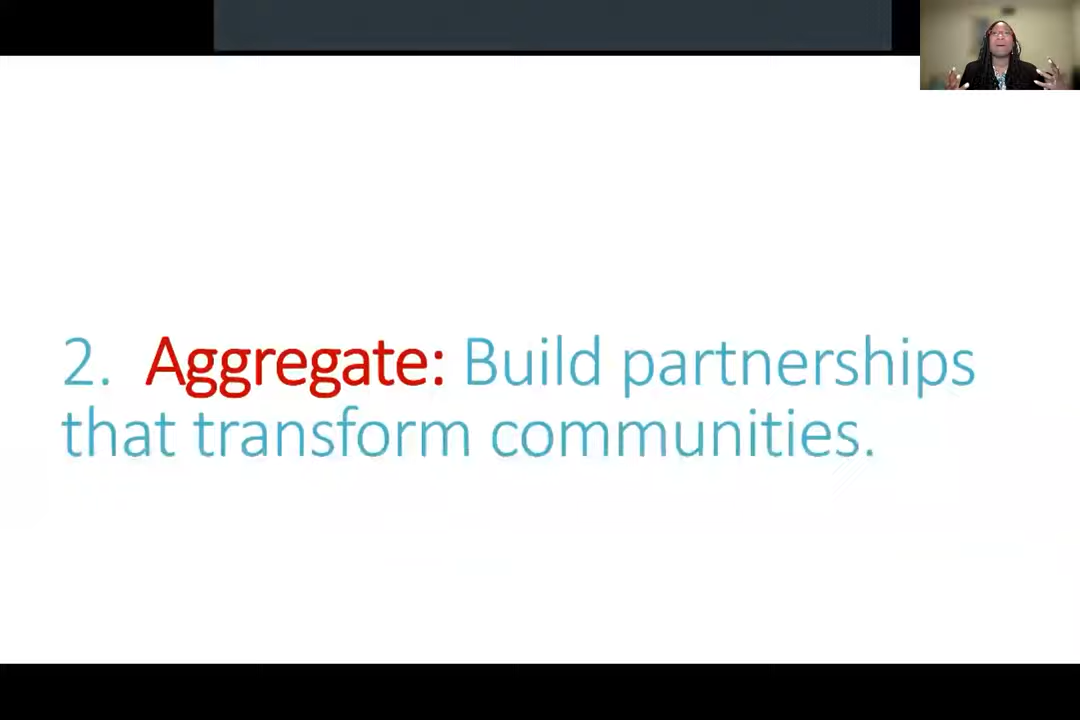 2. Aggregate: Build partnerships
that transform communities.